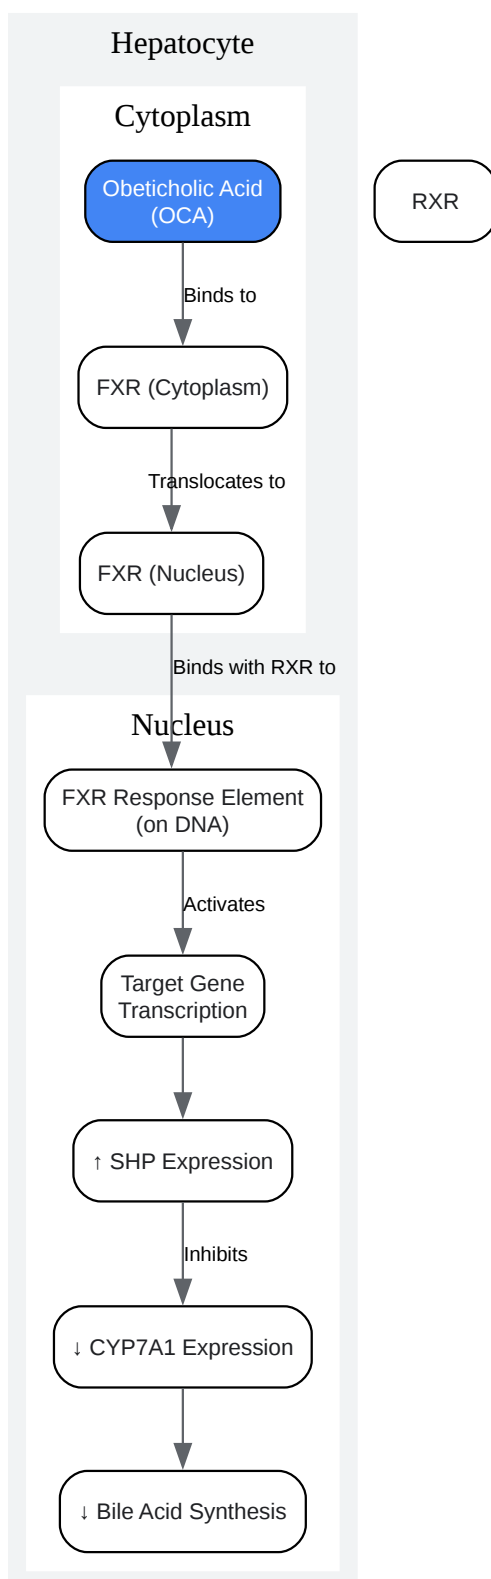 Hepatocyte
Cytoplasm
Obeticholic Acid
(OCA)
RXR
Binds to
FXR (Cytoplasm)
Translocates to
FXR (Nucleus)
Binds with RXR to
Nucleus
FXR Response Element
(on DNA)
Activates
Target Gene
Transcription
↑ SHP Expression
Inhibits
↓ CYP7A1 Expression
↓ Bile Acid Synthesis